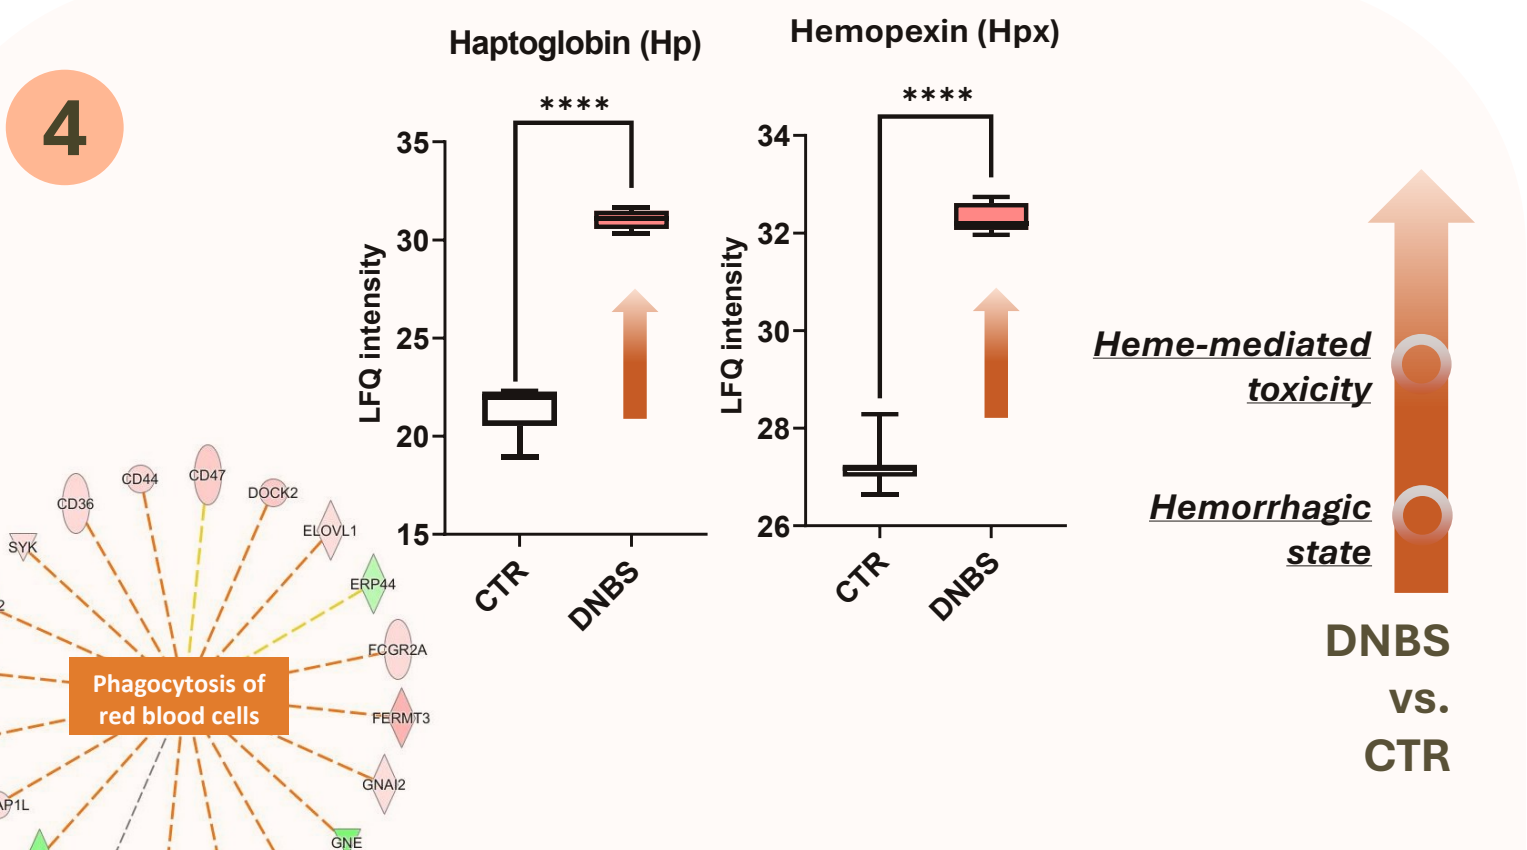 4
Haptoglobin (Hp)
****
LFQ intensity
35
30
25
20
15
CTR
DNBS
Hemopexin (Hpx)
****
LFQ intensity
34
32
30
28
26
CTR
DNBS
Heme-mediated
toxicity
Hemorrhagic
state
DNBS
vs.
CTR
CD36
CD44
CD47
DOCK2
ELOVL1
SYK
ERP44
2
FCGR2A
Phagocytosis of
red blood cells
FERMT3
GNAI2
AP1L
GNE